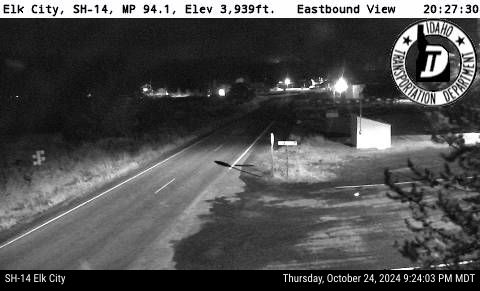 Elk City, SH-14, MP 94.1, Elev 3,939ft. Eastbound View 20:27:30
IDAHO
TRANSPORTATION DEPARTMENT
SH-14 Elk City Thursday, October 24, 2024 9:24:03 PM MDT